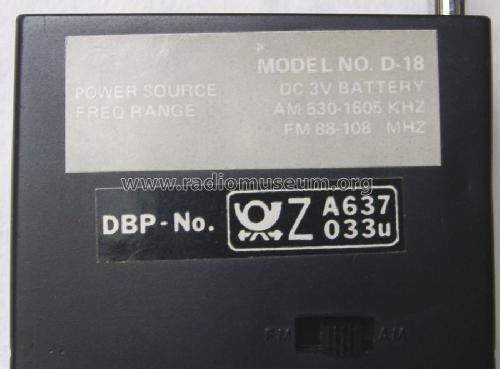 MODEL NO. D-18
POWER SOURCE DC 3V BATTERY
FREQ RANGE AM 530-1605 KHZ
FM 88-108 MHZ
© www.radiomuseum.org
DBP-No. Z A637
033u
FM AM